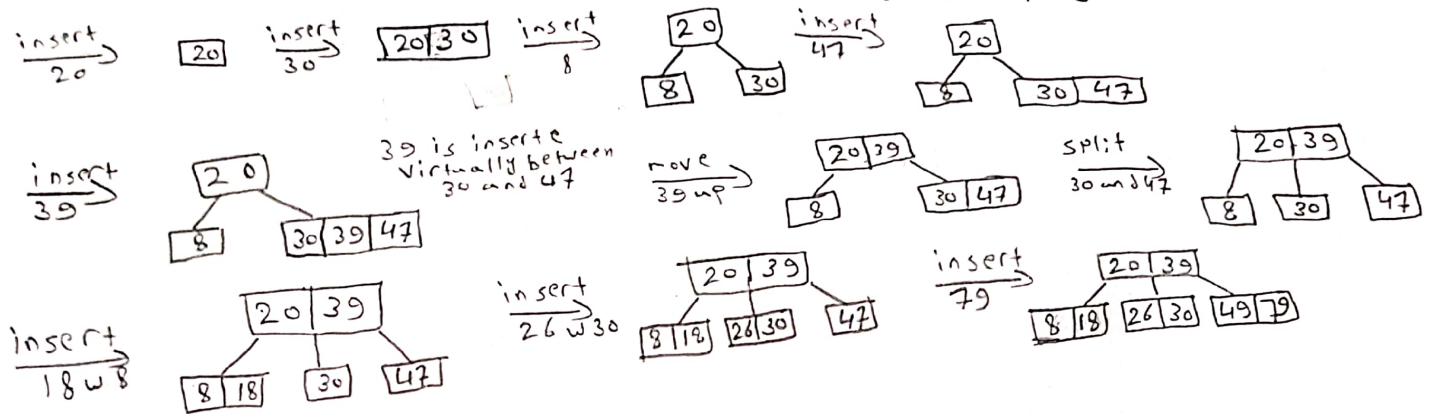 insert 20
20
insert 30
20 30
insert 8
20
8 30
insert 47
20
8 30 47
insert 39
20
8 30 39 47
39 is inserte
virtually between
30 and 47
move 39 up
20 39
8 30 47
split 30 and 47
20 39
8 30 47
insert 18 w 8
20 39
8 18 30 47
insert 26 w 30
20 39
8 18 26 30 47
insert 79
20 39
8 18 26 30 49 79